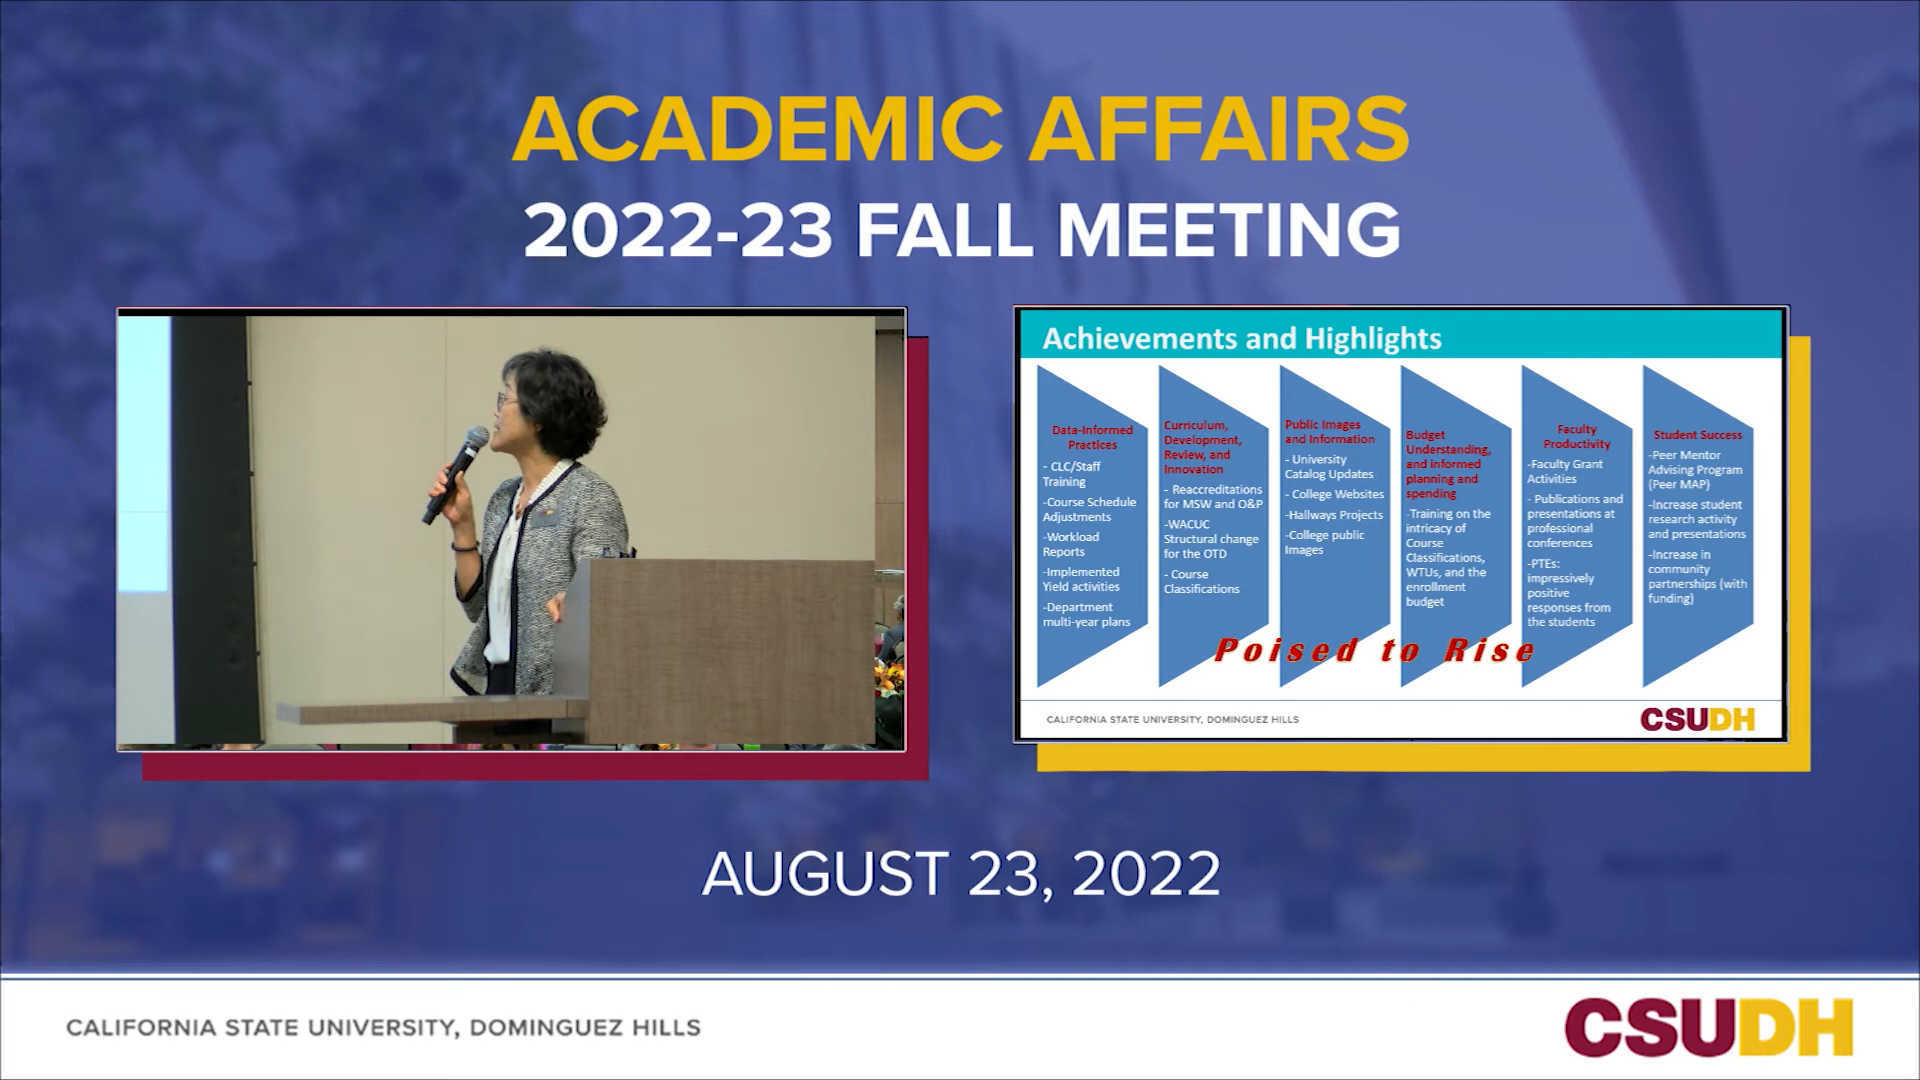 ACADEMIC AFFAIRS
2022-23 FALL MEETING
Achievements and Highlights
Data-Informed
Practices
- CLC/Staff
Training
-Course Schedule
Adjustments
-Workload
Reports
-Implemented
Yield activities
-Department
multi-year plans
Curriculum,
Development,
Review, and
Innovation
- Reaccreditations
for MSW and O&P
-WACUC
Structural change
for the OTD
- Course
Classifications
Public Images
and Information
- University
Catalog Updates
- College Websites
-Hallways Projects
-College public
Images
Budget
Understanding,
and informed
planning and
spending
-Training on the
intricacy of
Course
Classifications,
WTUs, and the
enrollment
budget
Faculty
Productivity
-Faculty Grant
Activities
- Publications and
presentations at
professional
conferences
-PTEs:
impressively
positive
responses from
the students
Student Success
-Peer Mentor
Advising Program
(Peer MAP)
-Increase student
research activity
and presentations
-Increase in
community
partnerships (with
funding)
Poised to Rise
CALIFORNIA STATE UNIVERSITY, DOMINGUEZ HILLS
CSUDH
AUGUST 23, 2022
CALIFORNIA STATE UNIVERSITY, DOMINGUEZ HILLS
CSUDH